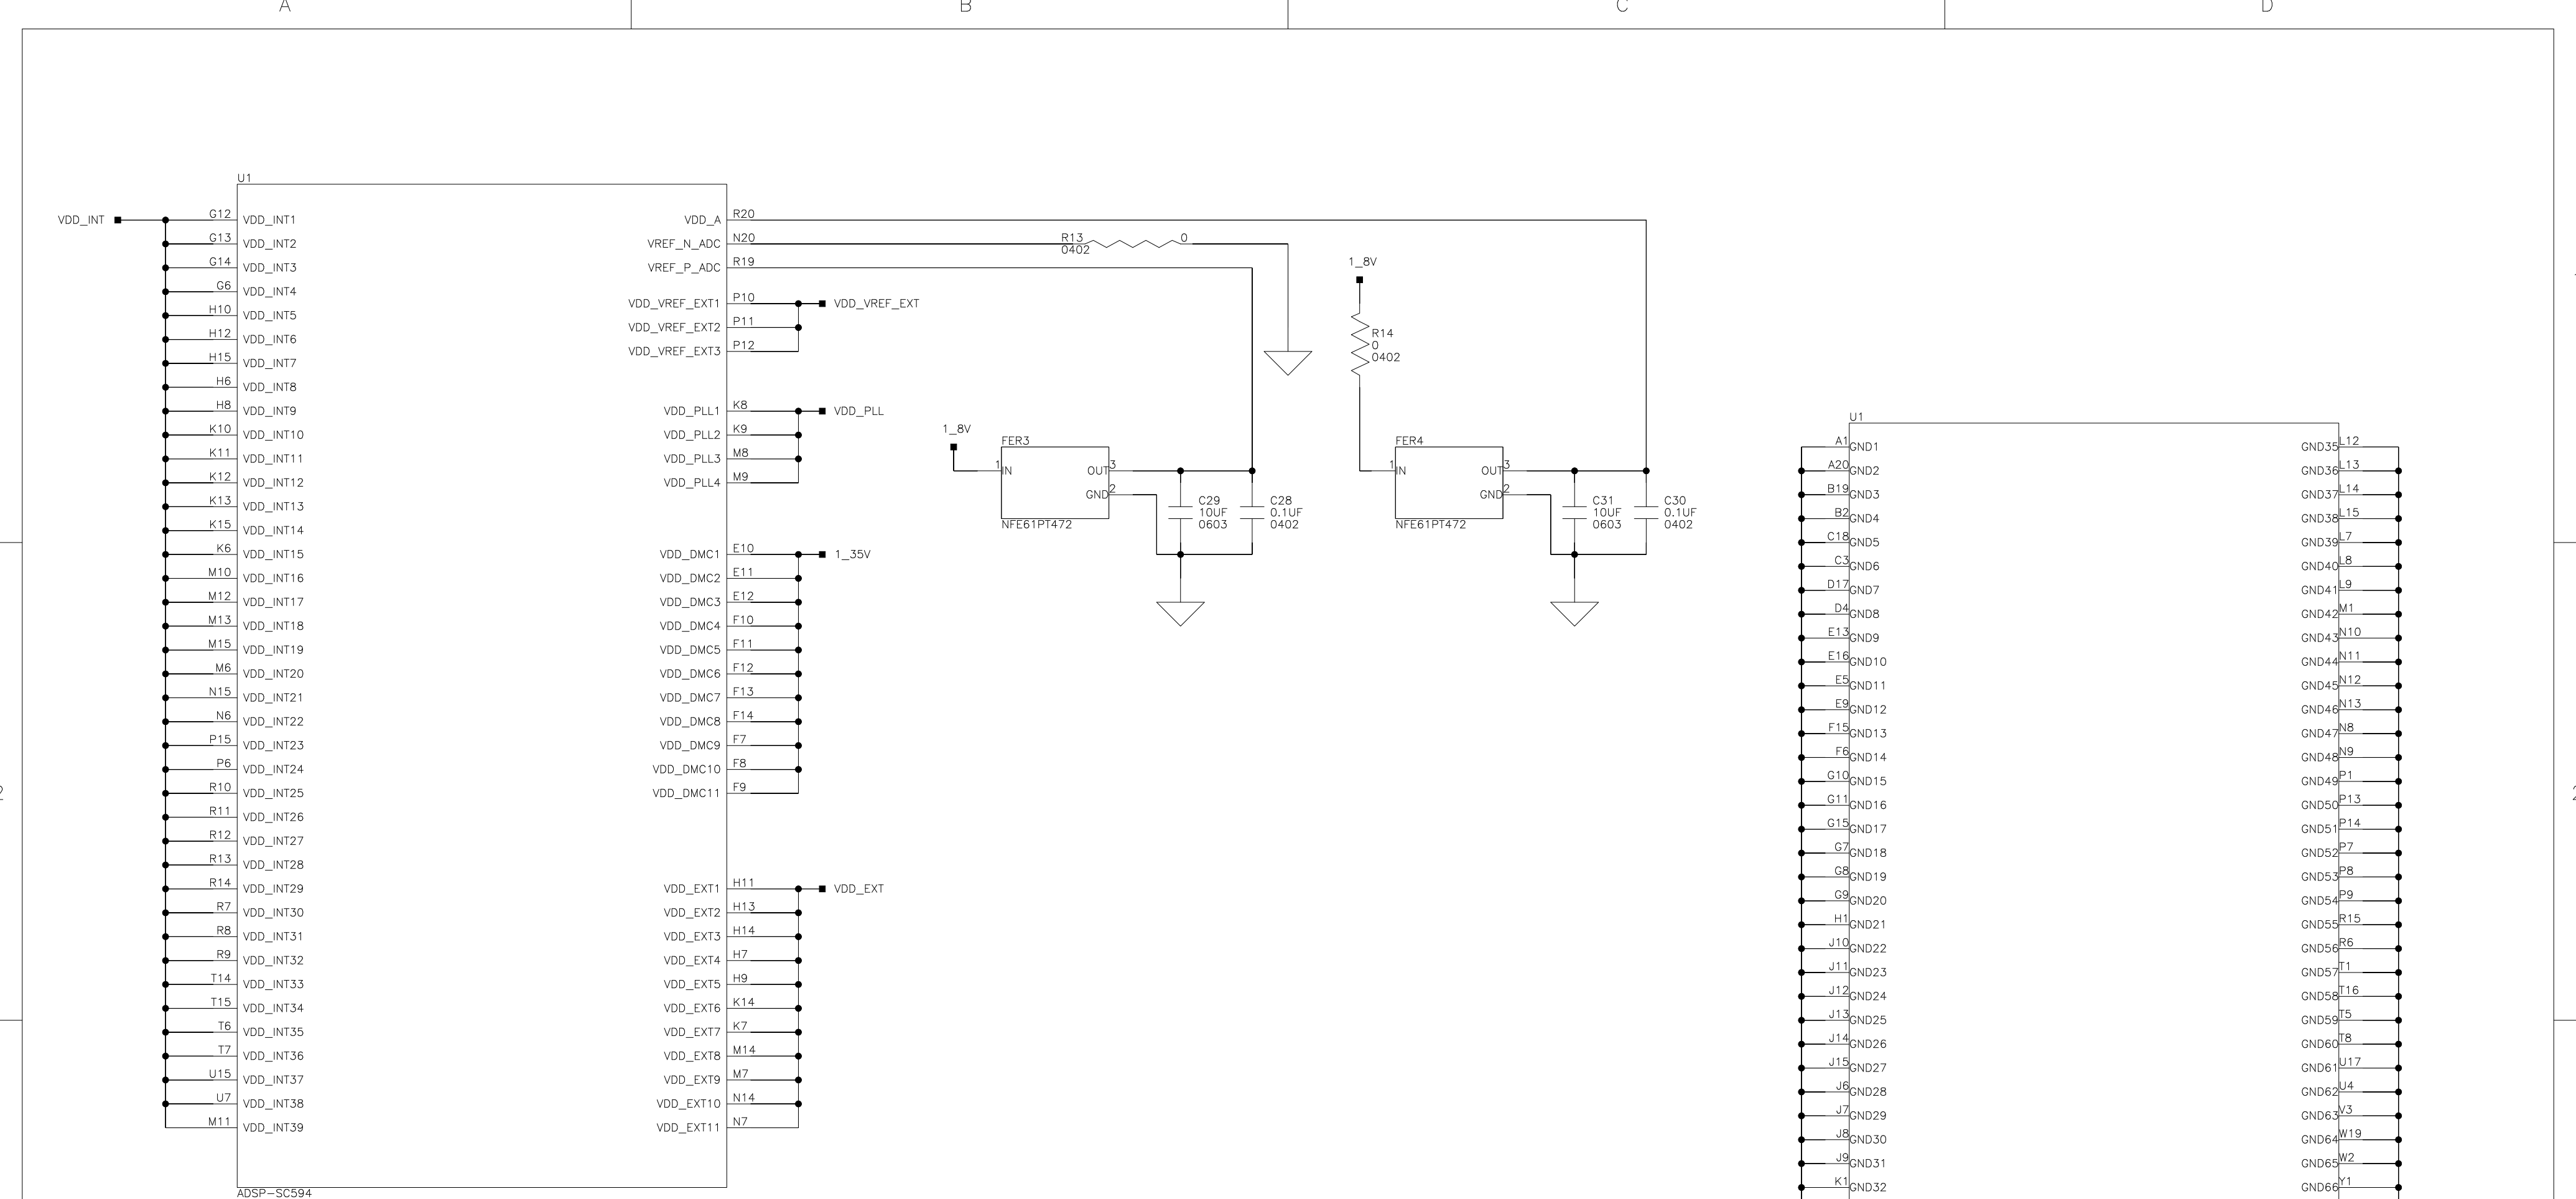 A B C D
U1
VDD_INT
G12 VDD_INT1
G13 VDD_INT2
G14 VDD_INT3
G6 VDD_INT4
H10 VDD_INT5
H12 VDD_INT6
H15 VDD_INT7
H6 VDD_INT8
H8 VDD_INT9
K10 VDD_INT10
K11 VDD_INT11
K12 VDD_INT12
K13 VDD_INT13
K15 VDD_INT14
K6 VDD_INT15
M10 VDD_INT16
M12 VDD_INT17
M13 VDD_INT18
M15 VDD_INT19
M6 VDD_INT20
N15 VDD_INT21
N6 VDD_INT22
P15 VDD_INT23
P6 VDD_INT24
R10 VDD_INT25
R11 VDD_INT26
R12 VDD_INT27
R13 VDD_INT28
R14 VDD_INT29
R7 VDD_INT30
R8 VDD_INT31
R9 VDD_INT32
T14 VDD_INT33
T15 VDD_INT34
T6 VDD_INT35
T7 VDD_INT36
U15 VDD_INT37
U7 VDD_INT38
M11 VDD_INT39
ADSP-SC594
VDD_A R20
VREF_N_ADC N20
VREF_P_ADC R19
VDD_VREF_EXT1 P10 VDD_VREF_EXT
VDD_VREF_EXT2 P11
VDD_VREF_EXT3 P12
VDD_PLL1 K8 VDD_PLL
VDD_PLL2 K9
VDD_PLL3 M8
VDD_PLL4 M9
VDD_DMC1 E10 1_35V
VDD_DMC2 E11
VDD_DMC3 E12
VDD_DMC4 F10
VDD_DMC5 F11
VDD_DMC6 F12
VDD_DMC7 F13
VDD_DMC8 F14
VDD_DMC9 F7
VDD_DMC10 F8
VDD_DMC11 F9
VDD_EXT1 H11 VDD_EXT
VDD_EXT2 H13
VDD_EXT3 H14
VDD_EXT4 H7
VDD_EXT5 H9
VDD_EXT6 K14
VDD_EXT7 K7
VDD_EXT8 M14
VDD_EXT9 M7
VDD_EXT10 N14
VDD_EXT11 N7
R13 0
0402
1_8V
FER3
1 IN OUT 3
GND 2
NFE61PT472
C29
10UF
0603
C28
0.1UF
0402
1_8V
R14
0
0402
FER4
1 IN OUT 3
GND 2
NFE61PT472
C31
10UF
0603
C30
0.1UF
0402
U1
A1 GND1
A20 GND2
B19 GND3
B2 GND4
C18 GND5
C3 GND6
D17 GND7
D4 GND8
E13 GND9
E16 GND10
E5 GND11
E9 GND12
F15 GND13
F6 GND14
G10 GND15
G11 GND16
G15 GND17
G7 GND18
G8 GND19
G9 GND20
H1 GND21
J10 GND22
J11 GND23
J12 GND24
J13 GND25
J14 GND26
J15 GND27
J6 GND28
J7 GND29
J8 GND30
J9 GND31
K1 GND32
GND35 L12
GND36 L13
GND37 L14
GND38 L15
GND39 L7
GND40 L8
GND41 L9
GND42 M1
GND43 N10
GND44 N11
GND45 N12
GND46 N13
GND47 N8
GND48 N9
GND49 P1
GND50 P13
GND51 P14
GND52 P7
GND53 P8
GND54 P9
GND55 R15
GND56 R6
GND57 T1
GND58 T16
GND59 T5
GND60 T8
GND61 U17
GND62 U4
GND63 V3
GND64 W19
GND65 W2
GND66 Y1